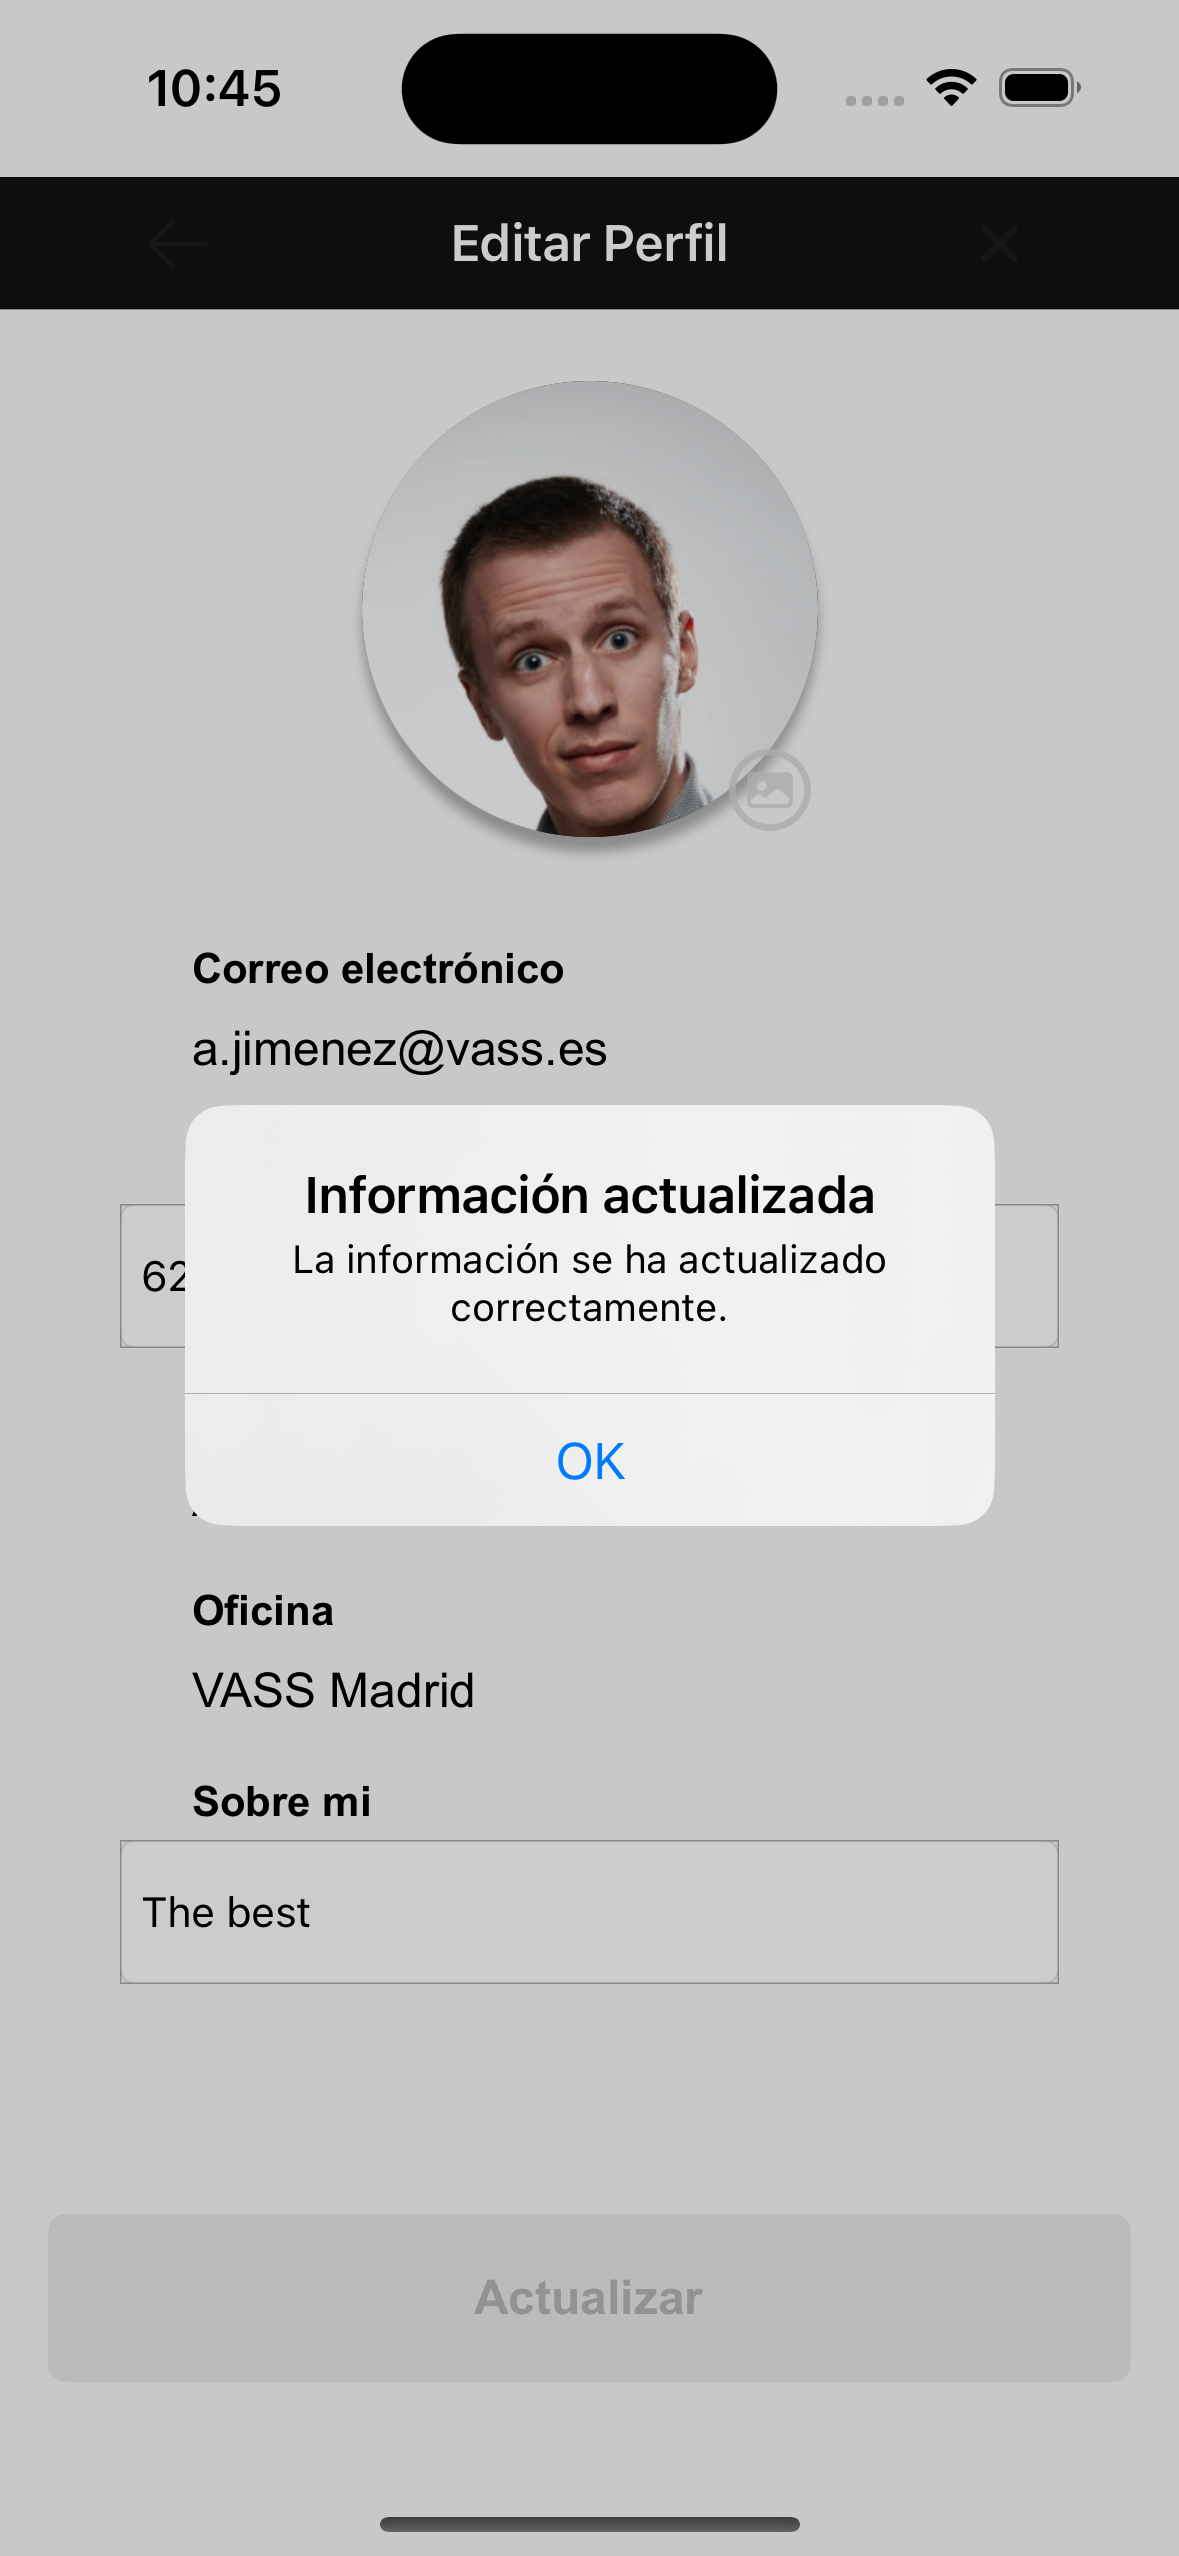 10:45
Editar Perfil
Correo electrónico
a.jimenez@vass.es
Información actualizada
La información se ha actualizado
correctamente.
62
OK
Oficina
VASS Madrid
Sobre mi
The best
Actualizar